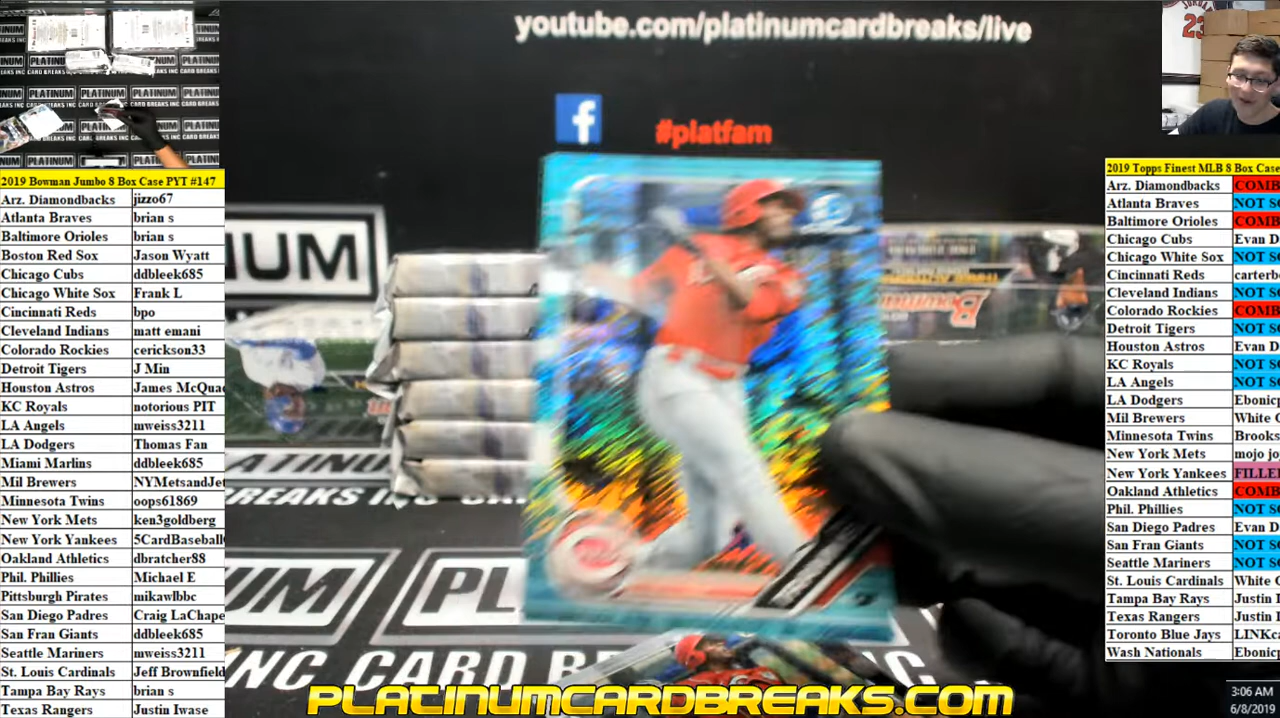 youtube.com/platinumcardbreaks/live
#platfam
2019 Bowman Jumbo 8 Box Case PYT #147
Arz. Diamondbacks jizzo67
Atlanta Braves brian s
Baltimore Orioles brian s
Boston Red Sox Jason Wyatt
Chicago Cubs ddbleek685
Chicago White Sox Frank L
Cincinnati Reds bpo
Cleveland Indians matt emani
Colorado Rockies cerickson33
Detroit Tigers J Min
Houston Astros James McQua
KC Royals notorious PIT
LA Angels mweiss3211
LA Dodgers Thomas Fan
Miami Marlins ddbleek685
Mil Brewers NYMetsandJet
Minnesota Twins oops61869
New York Mets ken3goldberg
New York Yankees 5CardBaseball
Oakland Athletics dbratcher88
Phil. Phillies Michael E
Pittsburgh Pirates mikawlbbc
San Diego Padres Craig LaChape
San Fran Giants ddbleek685
Seattle Mariners mweiss3211
St. Louis Cardinals Jeff Brownfield
Tampa Bay Rays brian s
Texas Rangers Justin Iwase
2019 Topps Finest MLB 8 Box Case
Arz. Diamondbacks COMB
Atlanta Braves NOT SO
Baltimore Orioles COMB
Chicago Cubs Evan D
Chicago White Sox NOT SO
Cincinnati Reds carterb
Cleveland Indians NOT SO
Colorado Rockies COMB
Detroit Tigers NOT SO
Houston Astros Evan D
KC Royals NOT SO
LA Angels NOT SO
LA Dodgers Ebonicp
Mil Brewers White C
Minnesota Twins Brooks
New York Mets mojo jo
New York Yankees FILLE
Oakland Athletics COMB
Phil. Phillies NOT SO
San Diego Padres Evan D
San Fran Giants NOT SO
Seattle Mariners NOT SO
St. Louis Cardinals White C
Tampa Bay Rays Justin I
Texas Rangers Justin I
Toronto Blue Jays LINKc
Wash Nationals Ebonicp
PLATINUMCARDBREAKS.COM
3:06 AM
6/8/2019